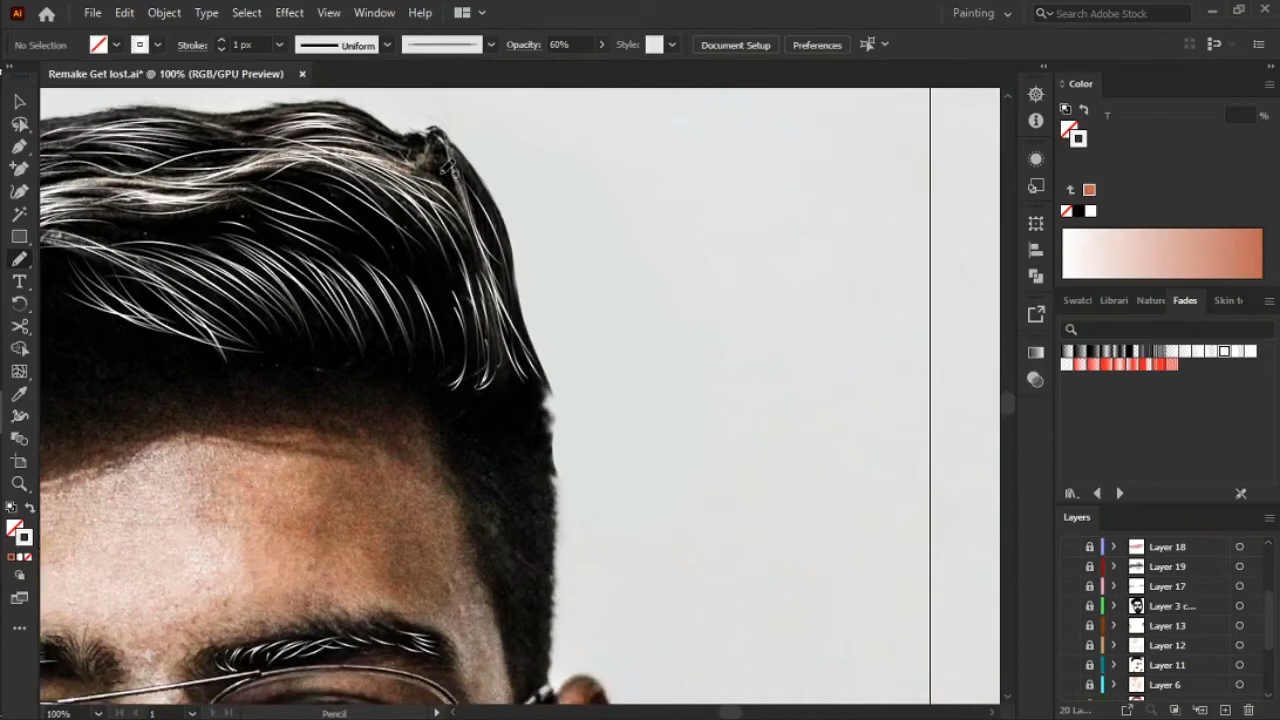 Ai File Edit Object Type Select Effect View Window Help Painting Search Adobe Stock
No Selection Stroke: 1 px Uniform Opacity: 60% Style: Document Setup Preferences
Remake Get lost.ai* @ 100% (RGB/GPU Preview)
Color
T %
Swatcl Librari Nature Fades Skin t
Layers
Layer 18
Layer 19
Layer 17
Layer 3 c...
Layer 13
Layer 12
Layer 11
Layer 6
100% 1 Pencil 20 La...